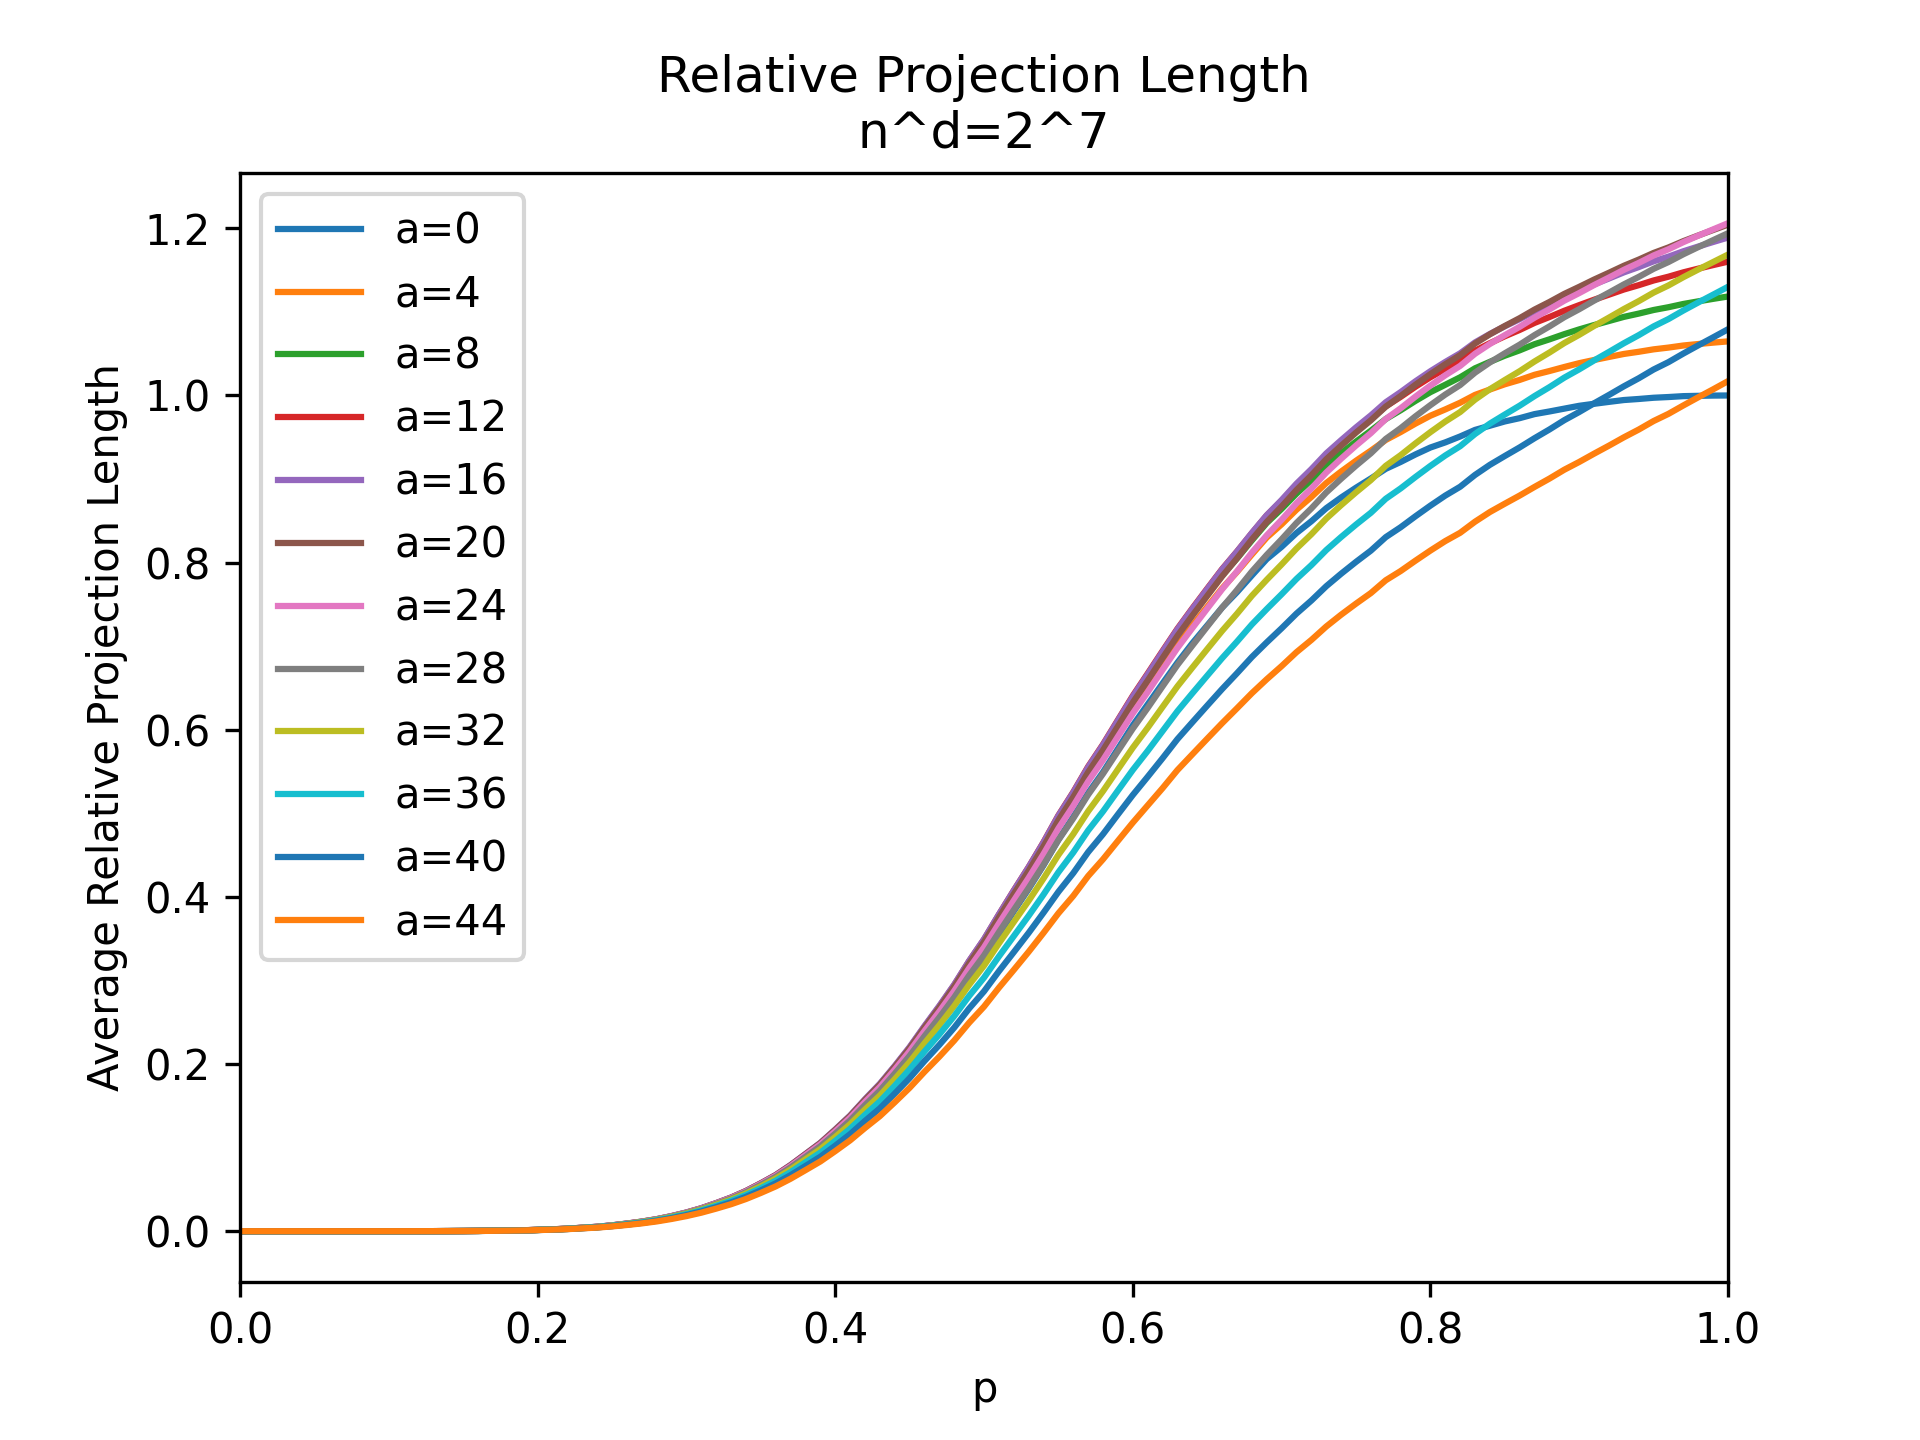 Relative Projection Length
n^d=2^7
Average Relative Projection Length
1.2
1.0
0.8
0.6
0.4
0.2
0.0
a=0
a=4
a=8
a=12
a=16
a=20
a=24
a=28
a=32
a=36
a=40
a=44
0.0 0.2 0.4 0.6 0.8 1.0
p